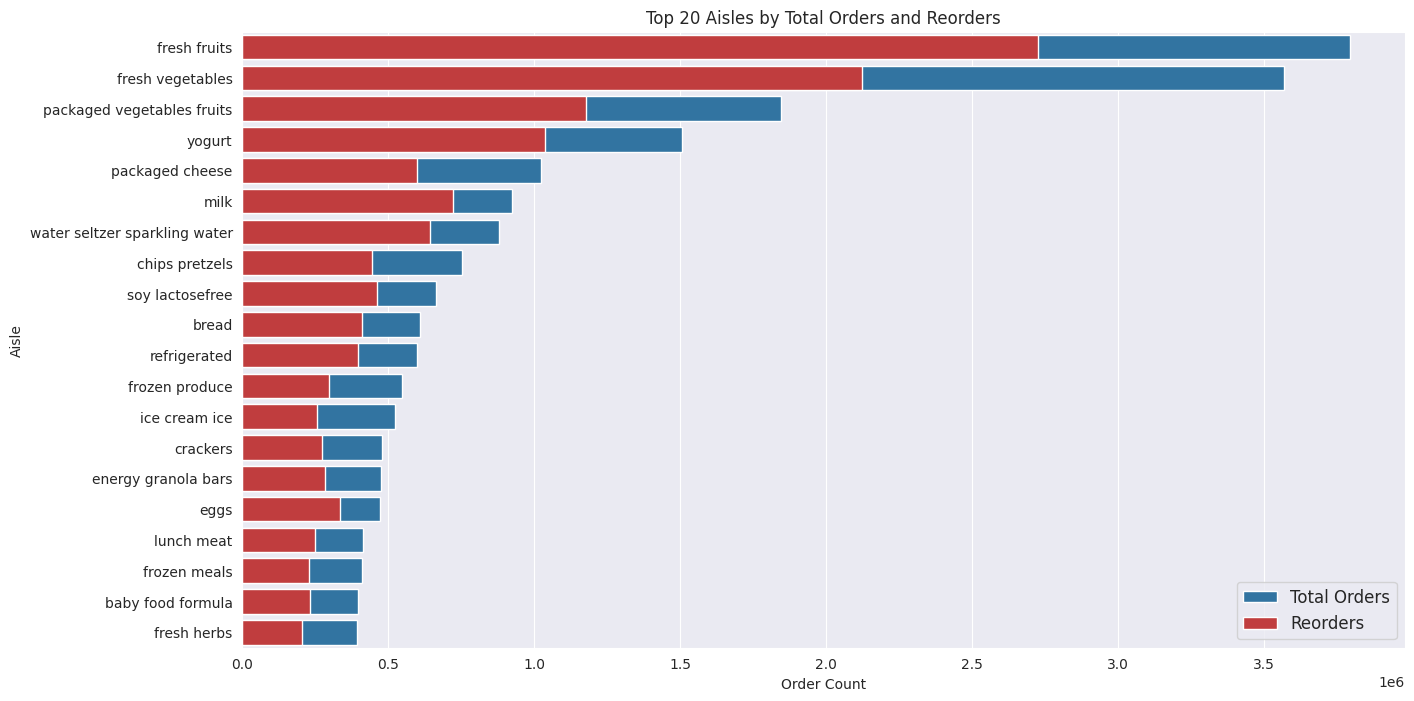 Top 20 Aisles by Total Orders and Reorders
fresh fruits
fresh vegetables
packaged vegetables fruits
yogurt
packaged cheese
milk
water seltzer sparkling water
chips pretzels
soy lactosefree
bread
refrigerated
frozen produce
ice cream ice
crackers
energy granola bars
eggs
lunch meat
frozen meals
baby food formula
fresh herbs
Aisle
Total Orders
Reorders
0.0 0.5 1.0 1.5 2.0 2.5 3.0 3.5
Order Count
1e6